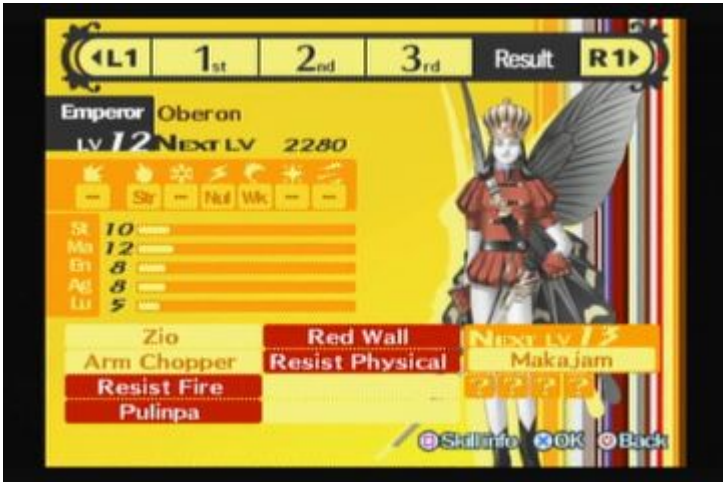 L1 1st 2nd 3rd Result R1
Emperor Oberon
LV 12 NEXT LV 2280
-- Str -- Nul Wk -- --
St 10
Ma 12
En 8
Ag 8
Lu 5
Zio Red Wall NEXT LV 13
Arm Chopper Resist Physical Makajam
Resist Fire ? ? ? ?
Pulinpa
Skill info OK Back